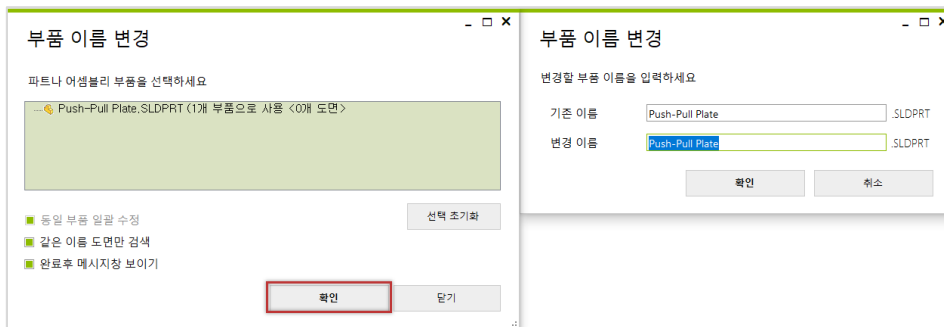 부품 이름 변경
파트나 어셈블리 부품을 선택하세요
Push-Pull Plate.SLDPRT (1개 부품으로 사용 <0개 도면>
선택 초기화
동일 부품 일괄 수정
같은 이름 도면만 검색
완료후 메시지창 보이기
확인 닫기
부품 이름 변경
변경할 부품 이름을 입력하세요
기존 이름 Push-Pull Plate .SLDPRT
변경 이름 Push-Pull Plate .SLDPRT
확인 취소